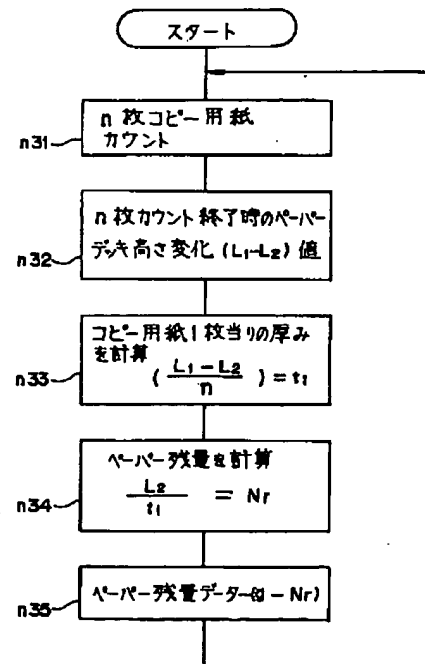 スタート
n31
n 枚コピー用紙
カウント
n32
n 枚カウント終了時のペーパー
デッキ高さ変化 (L1-L2) 値
n33
コピー用紙1枚当りの厚み
を計算
( (L1 - L2) / n ) = t1
n34
ペーパー残量を計算
L2 / t1 = Nr
n35
ペーパー残量データー
- Nr)